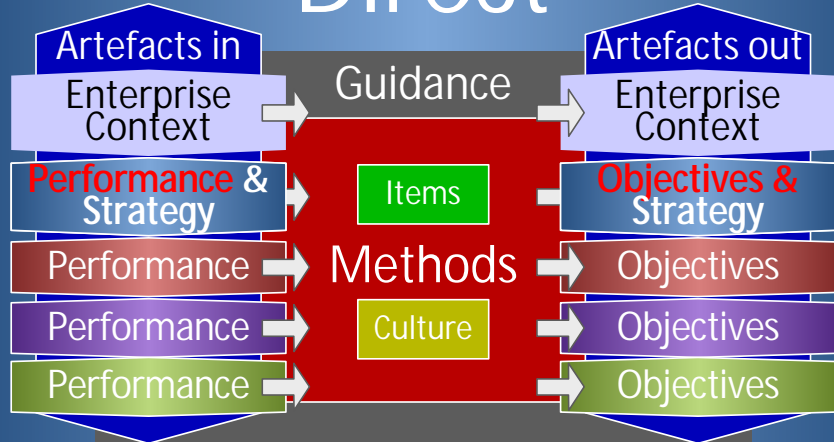 Direct
Artefacts in
Enterprise
Context
Performance &
Strategy
Performance
Performance
Performance
Guidance
Items
Methods
Culture
Artefacts out
Enterprise
Context
Objectives &
Strategy
Objectives
Objectives
Objectives